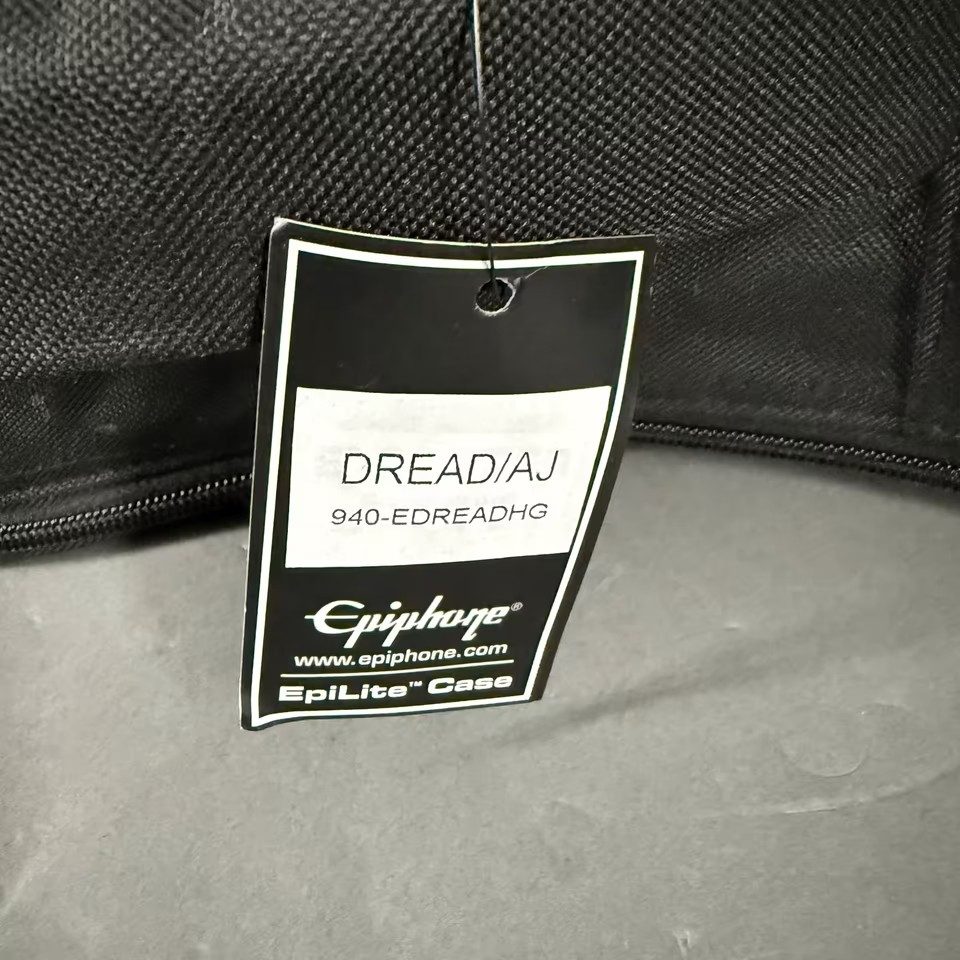 DREAD/AJ
940-EDREADHG
Epiphone®
www.epiphone.com
EpiLite™ Case